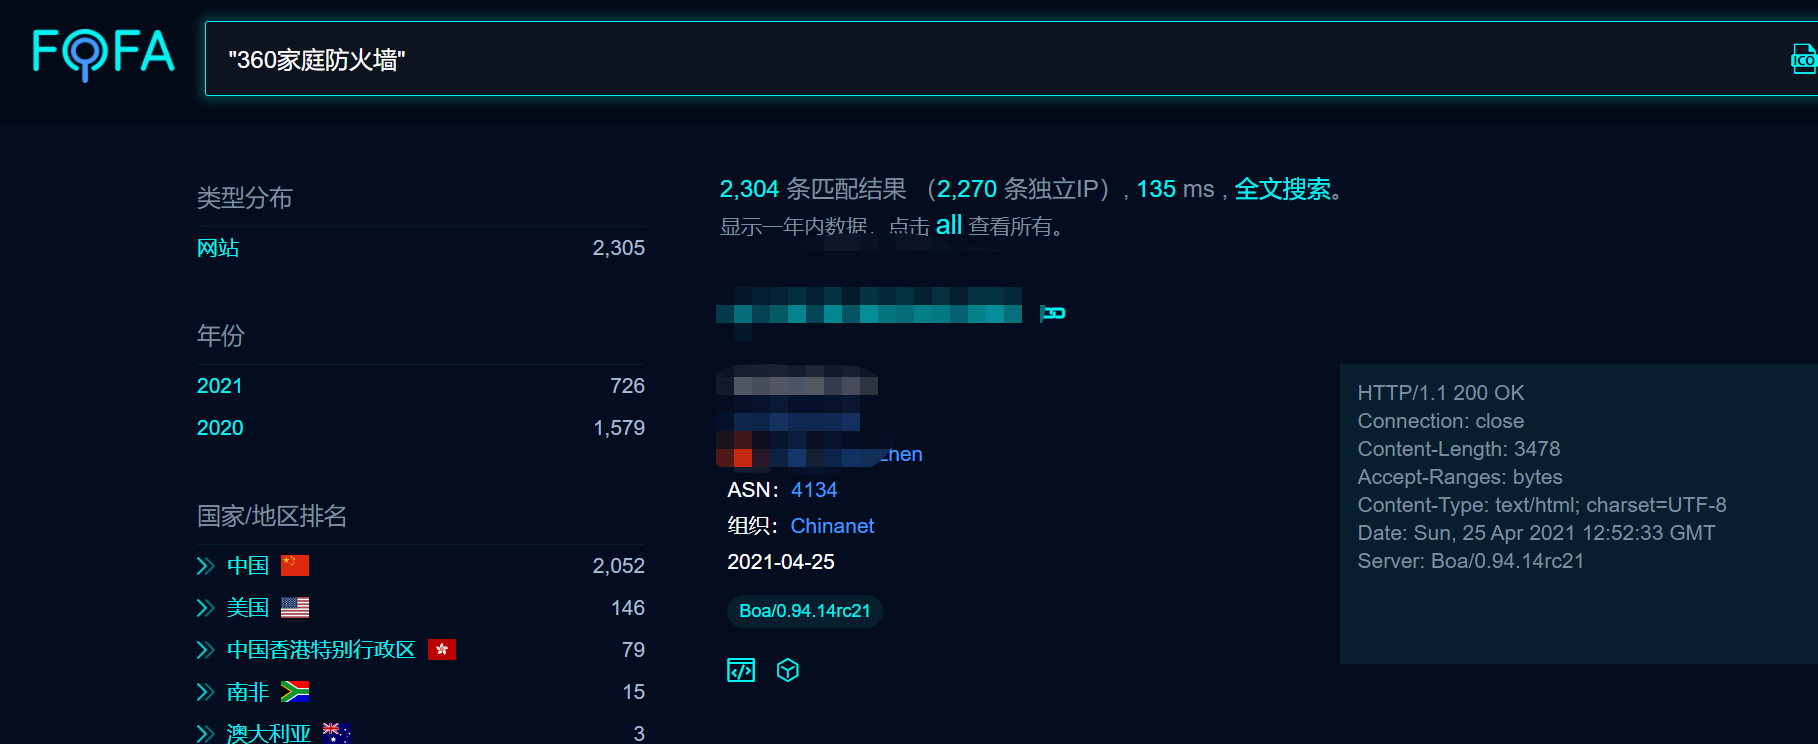 FOFA
"360家庭防火墙"
ICO
类型分布
网站 2,305
年份
2021 726
2020 1,579
国家/地区排名
中国 2,052
美国 146
中国香港特别行政区 79
南非 15
澳大利亚 3
2,304 条匹配结果 （2,270 条独立IP）, 135 ms , 全文搜索。
显示一年内数据，点击 all 查看所有。
zhen
ASN： 4134
组织： Chinanet
2021-04-25
Boa/0.94.14rc21
HTTP/1.1 200 OK
Connection: close
Content-Length: 3478
Accept-Ranges: bytes
Content-Type: text/html; charset=UTF-8
Date: Sun, 25 Apr 2021 12:52:33 GMT
Server: Boa/0.94.14rc21